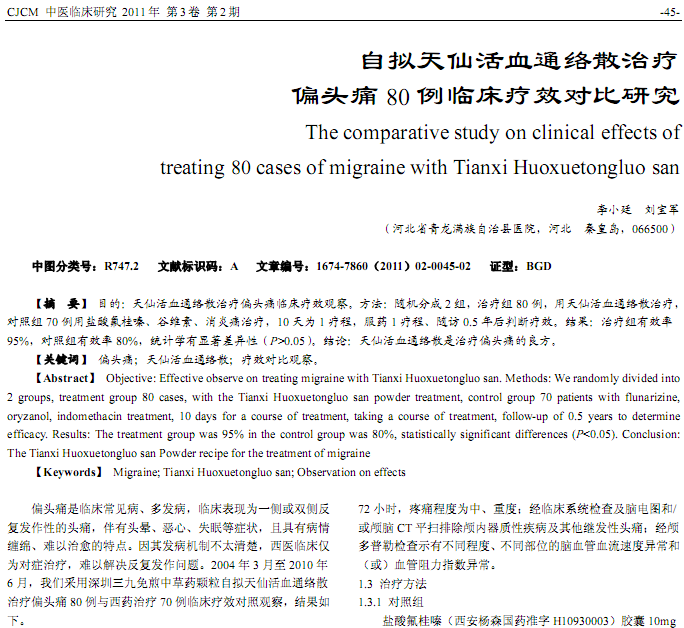 CJCM 中医临床研究 2011 年 第 3 卷 第 2 期 -45-
自拟天仙活血通络散治疗
偏头痛 80 例临床疗效对比研究
The comparative study on clinical effects of
treating 80 cases of migraine with Tianxi Huoxuetongluo san
李小廷 刘宝军
（河北省青龙满族自治县医院，河北 秦皇岛，066500）
中图分类号：R747.2 文献标识码：A 文章编号：1674-7860（2011）02-0045-02 证型：BGD
【摘 要】 目的：天仙活血通络散治疗偏头痛临床疗效观察。方法：随机分成 2 组，治疗组 80 例，用天仙活血通络散治疗，
对照组 70 例用盐酸氟桂嗪、谷维素、消炎痛治疗，10 天为 1 疗程，服药 1 疗程、随访 0.5 年后判断疗效。结果：治疗组有效率
95%，对照组有效率 80%，统计学有显著差异性（P>0.05）。结论：天仙活血通络散是治疗偏头痛的良方。
【关键词】 偏头痛；天仙活血通络散；疗效对比观察。
【Abstract】 Objective: Effective observe on treating migraine with Tianxi Huoxuetongluo san. Methods: We randomly divided into
2 groups, treatment group 80 cases, with the Tianxi Huoxuetongluo san powder treatment, control group 70 patients with flunarizine,
oryzanol, indomethacin treatment, 10 days for a course of treatment, taking a course of treatment, follow-up of 0.5 years to determine
efficacy. Results: The treatment group was 95% in the control group was 80%, statistically significant differences (P<0.05). Conclusion:
The Tianxi Huoxuetongluo san Powder recipe for the treatment of migraine
【Keywords】 Migraine; Tianxi Huoxuetongluo san; Observation on effects
偏头痛是临床常见病、多发病，临床表现为一侧或双侧反
复发作性的头痛，伴有头晕、恶心、失眠等症状，且具有病情
缠绵、难以治愈的特点。因其发病机制不太清楚，西医临床仅
为对症治疗，难以解决反复发作问题。2004 年 3 月至 2010 年
6 月，我们采用深圳三九免煎中草药颗粒自拟天仙活血通络散
治疗偏头痛 80 例与西药治疗 70 例临床疗效对照观察，结果如
下。
72 小时，疼痛程度为中、重度；经临床系统检查及脑电图和/
或颅脑 CT 平扫排除颅内器质性疾病及其他继发性头痛；经颅
多普勒检查示有不同程度、不同部位的脑血管血流速度异常和
（或）血管阻力指数异常。
1.3 治疗方法
1.3.1 对照组
盐酸氟桂嗪（西安杨森国药准字 H10930003）胶囊 10mg